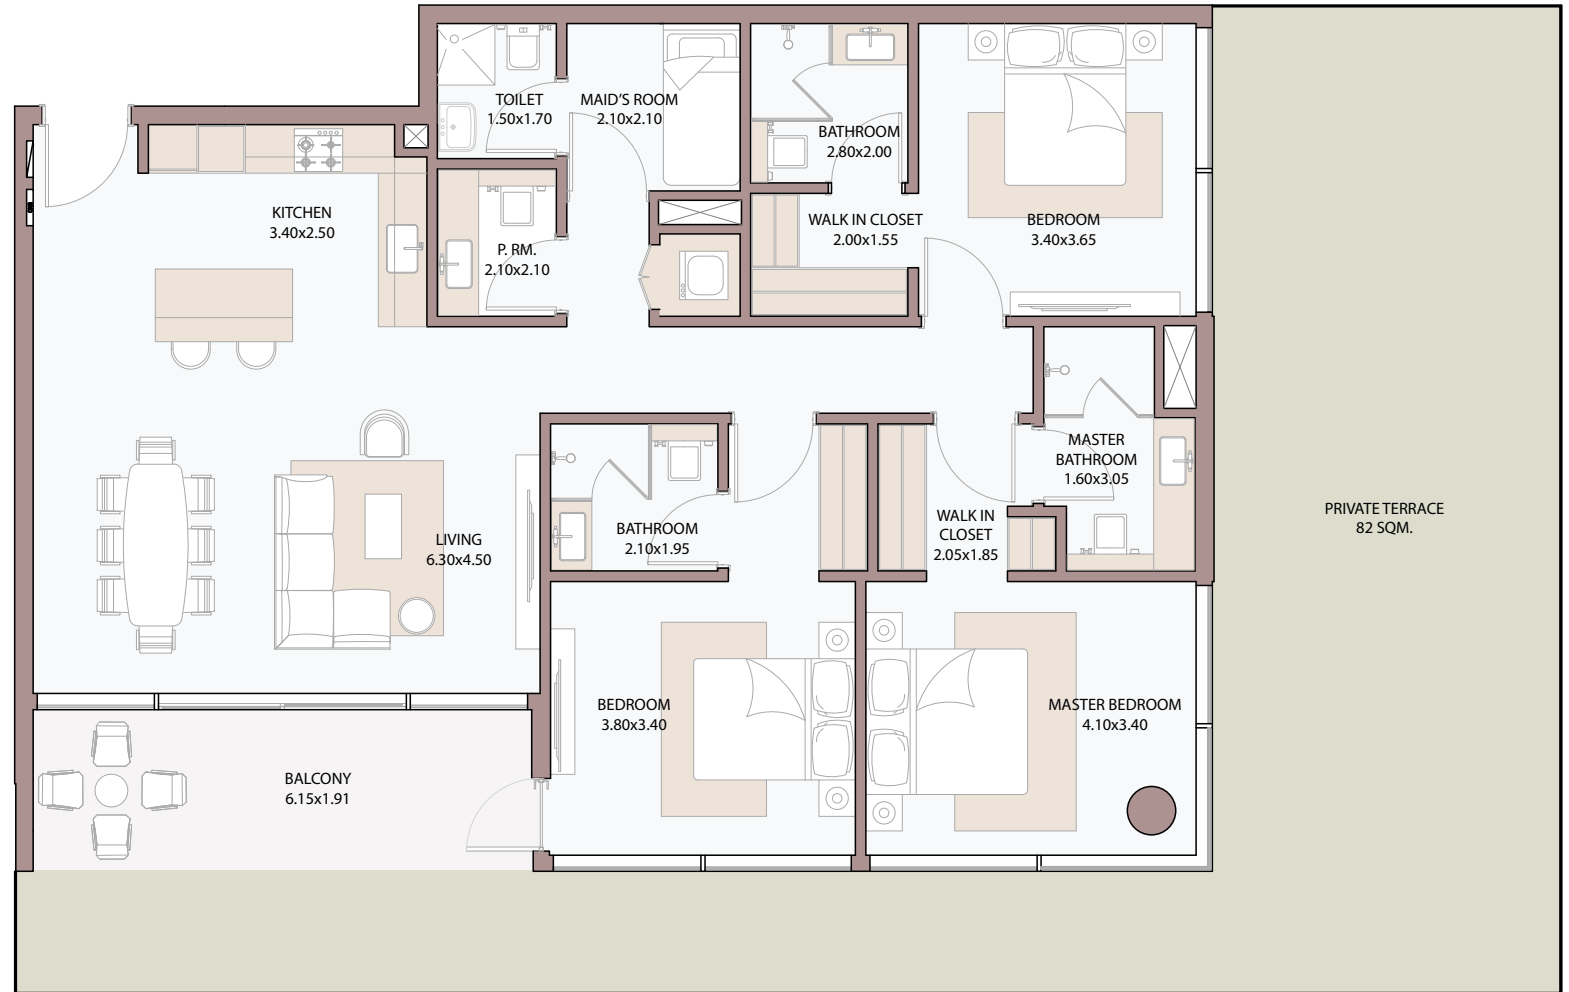 TOILET
1.50x1.70
MAID'S ROOM
2.10x2.10
BATHROOM
2.80x2.00
KITCHEN
3.40x2.50
P. RM.
2.10x2.10
WALK IN CLOSET
2.00x1.55
BEDROOM
3.40x3.65
MASTER
BATHROOM
1.60x3.05
LIVING
6.30x4.50
BATHROOM
2.10x1.95
WALK IN
CLOSET
2.05x1.85
PRIVATE TERRACE
82 SQM.
BEDROOM
3.80x3.40
MASTER BEDROOM
4.10x3.40
BALCONY
6.15x1.91